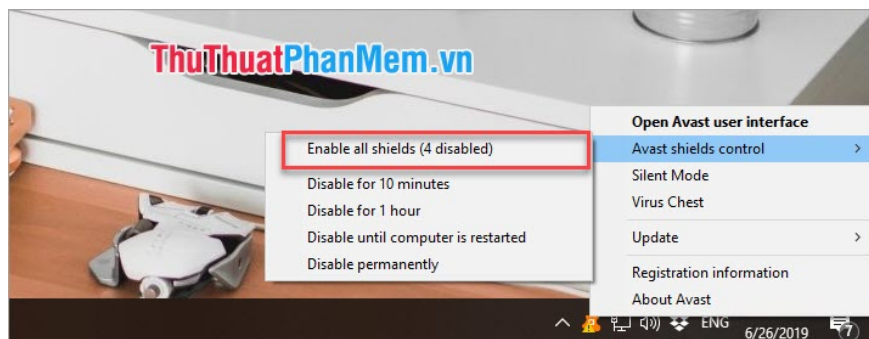 ThuThuatPhanMem.vn
Open Avast user interface
Enable all shields (4 disabled)
Avast shields control
Disable for 10 minutes
Silent Mode
Disable for 1 hour
Virus Chest
Disable until computer is restarted
Update
Disable permanently
Registration information
About Avast
ENG
6/26/2019
7